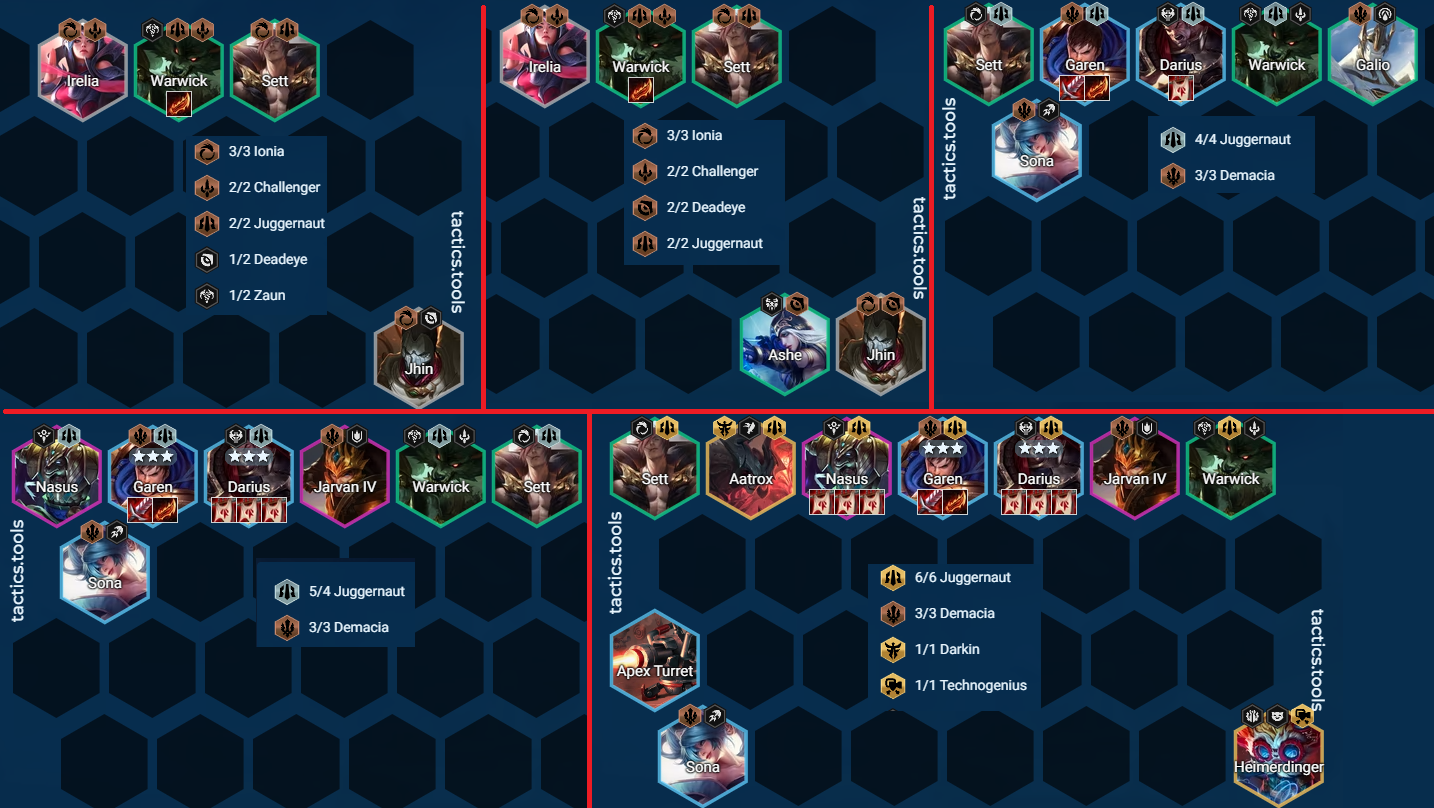 Irelia
Warwick
Sett
3/3 Ionia
2/2 Challenger
2/2 Juggernaut
1/2 Deadeye
1/2 Zaun
tactics.tools
Jhin
Irelia
Warwick
Sett
3/3 Ionia
2/2 Challenger
2/2 Deadeye
2/2 Juggernaut
tactics.tools
Ashe
Jhin
Sett
Garen
Darius
Warwick
Galio
tactics.tools
Sona
4/4 Juggernaut
3/3 Demacia
Nasus
Garen
Darius
Jarvan IV
Warwick
Sett
tactics.tools
Sona
5/4 Juggernaut
3/3 Demacia
Sett
Aatrox
Nasus
Garen
Darius
Jarvan IV
Warwick
tactics.tools
6/6 Juggernaut
3/3 Demacia
1/1 Darkin
1/1 Technogenius
Apex Turret
tactics.tools
Sona
Heimerdinger